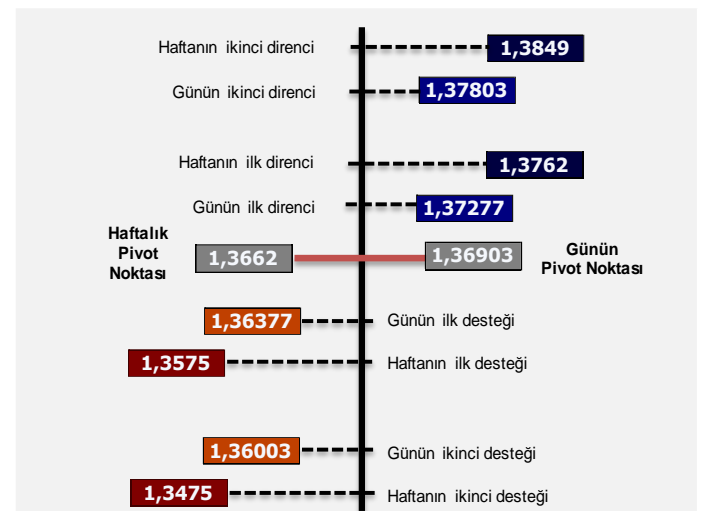 Haftanın ikinci direnci
1,3849
Günün ikinci direnci
1,37803
Haftanın ilk direnci
1,3762
Günün ilk direnci
1,37277
Haftalık
Pivot
Noktası
1,3662
1,36903
Günün
Pivot Noktası
1,36377
Günün ilk desteği
1,3575
Haftanın ilk desteği
1,36003
Günün ikinci desteği
1,3475
Haftanın ikinci desteği